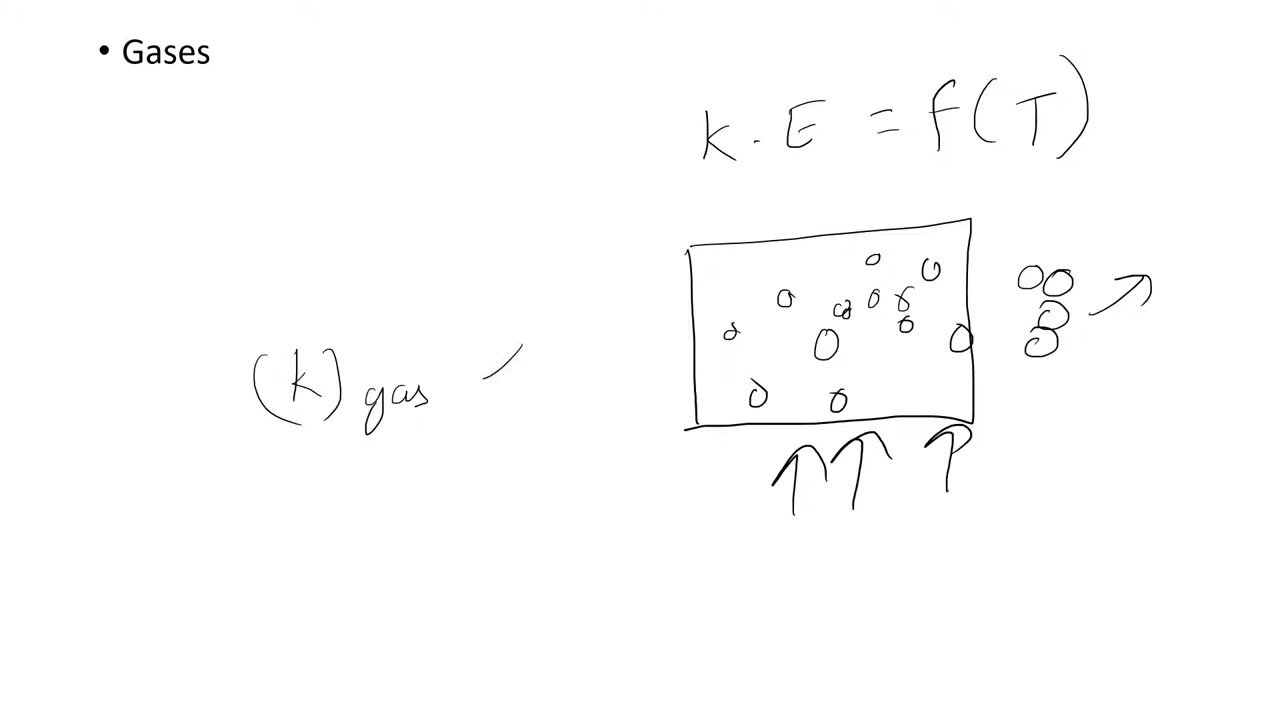 • Gases
K.E = f(T)
(k) gas